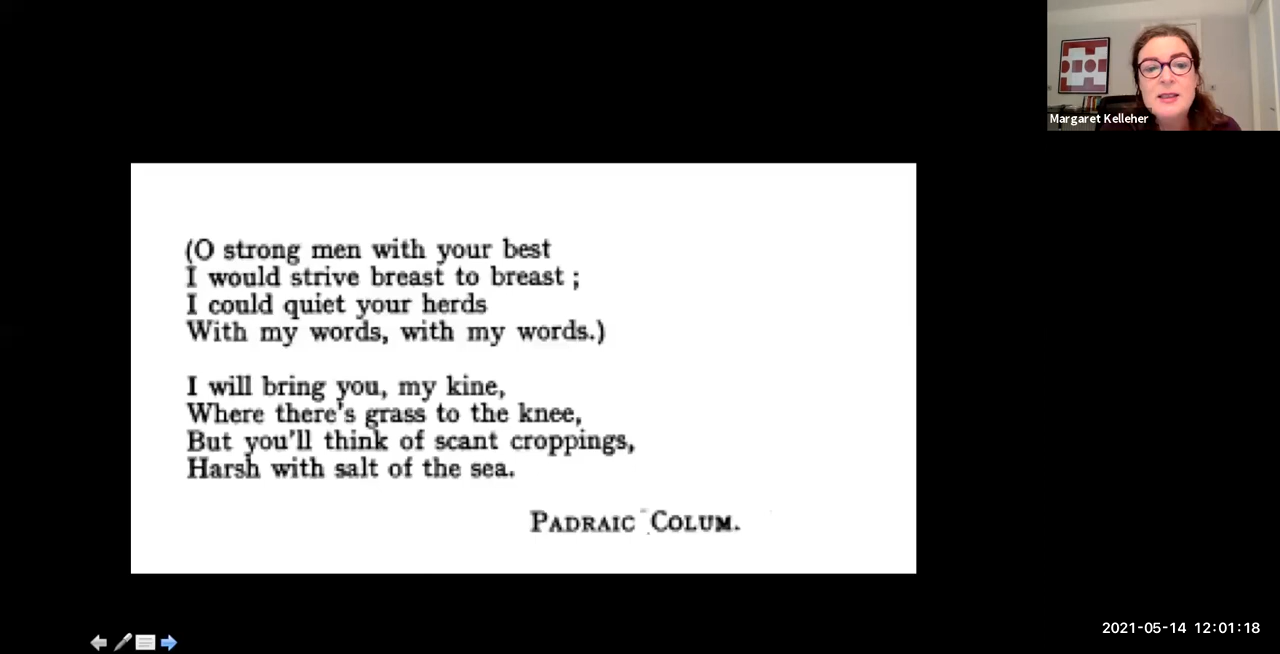 Margaret Kelleher
(O strong men with your best
I would strive breast to breast ;
I could quiet your herds
With my words, with my words.)
I will bring you, my kine,
Where there's grass to the knee,
But you'll think of scant croppings,
Harsh with salt of the sea.
PADRAIC COLUM.
2021-05-14 12:01:18